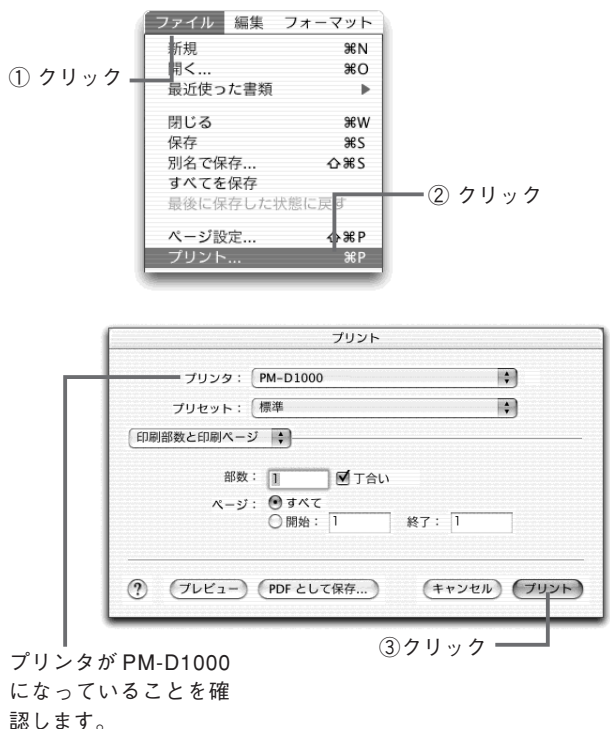 ファイル 編集 フォーマット
新規 ⌘N
開く... ⌘O
最近使った書類 ▶
閉じる ⌘W
保存 ⌘S
別名で保存... ⇧⌘S
すべてを保存
最後に保存した状態に戻す
ページ設定... ⇧⌘P
プリント... ⌘P
① クリック
② クリック
プリント
プリンタ： PM-D1000
プリセット： 標準
印刷部数と印刷ページ
部数： 1 丁合い
ページ： すべて
開始： 1 終了： 1
? プレビュー PDF として保存... キャンセル プリント
③クリック
プリンタが PM-D1000
になっていることを確
認します。